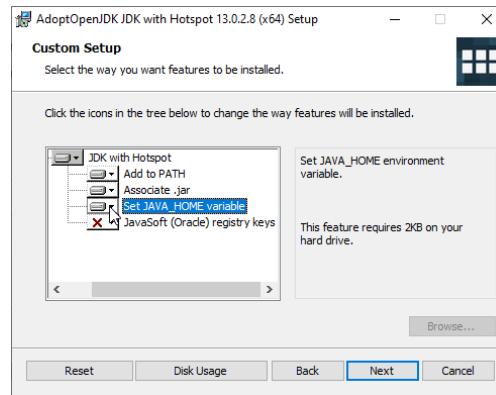 AdoptOpenJDK JDK with Hotspot 13.0.2.8 (x64) Setup
Custom Setup
Select the way you want features to be installed.
Click the icons in the tree below to change the way features will be installed.
JDK with Hotspot
Add to PATH
Associate .jar
Set JAVA_HOME variable
JavaSoft (Oracle) registry keys
Set JAVA_HOME environment
variable.
This feature requires 2KB on your
hard drive.
Browse...
Reset Disk Usage Back Next Cancel